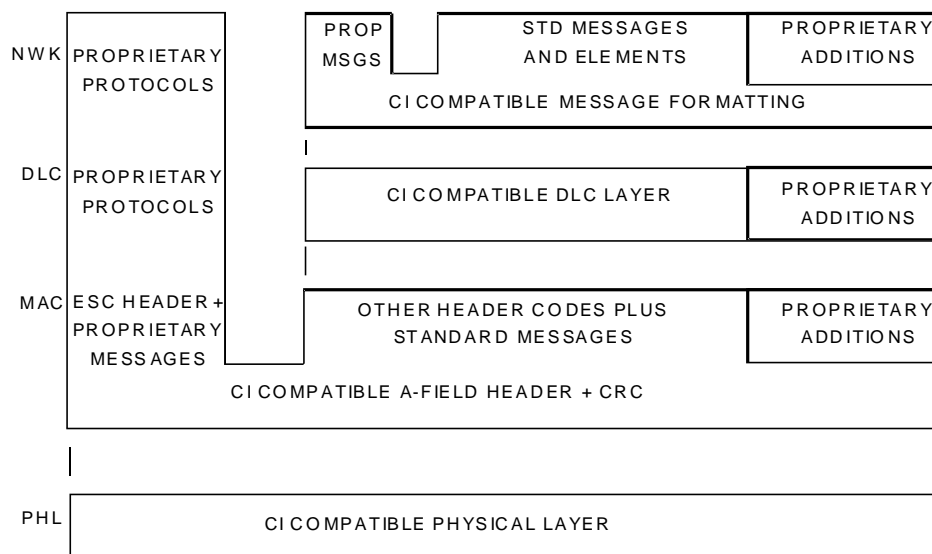 NWK
PROPRIETARY
PROTOCOLS
PROP
MSGS
STD MESSAGES
AND ELEMENTS
PROPRIETARY
ADDITIONS
CI COMPATIBLE MESSAGE FORMATTING
DLC
PROPRIETARY
PROTOCOLS
CI COMPATIBLE DLC LAYER
PROPRIETARY
ADDITIONS
MAC
ESC HEADER +
PROPRIETARY
MESSAGES
OTHER HEADER CODES PLUS
STANDARD MESSAGES
PROPRIETARY
ADDITIONS
CI COMPATIBLE A-FIELD HEADER + CRC
PHL
CI COMPATIBLE PHYSICAL LAYER